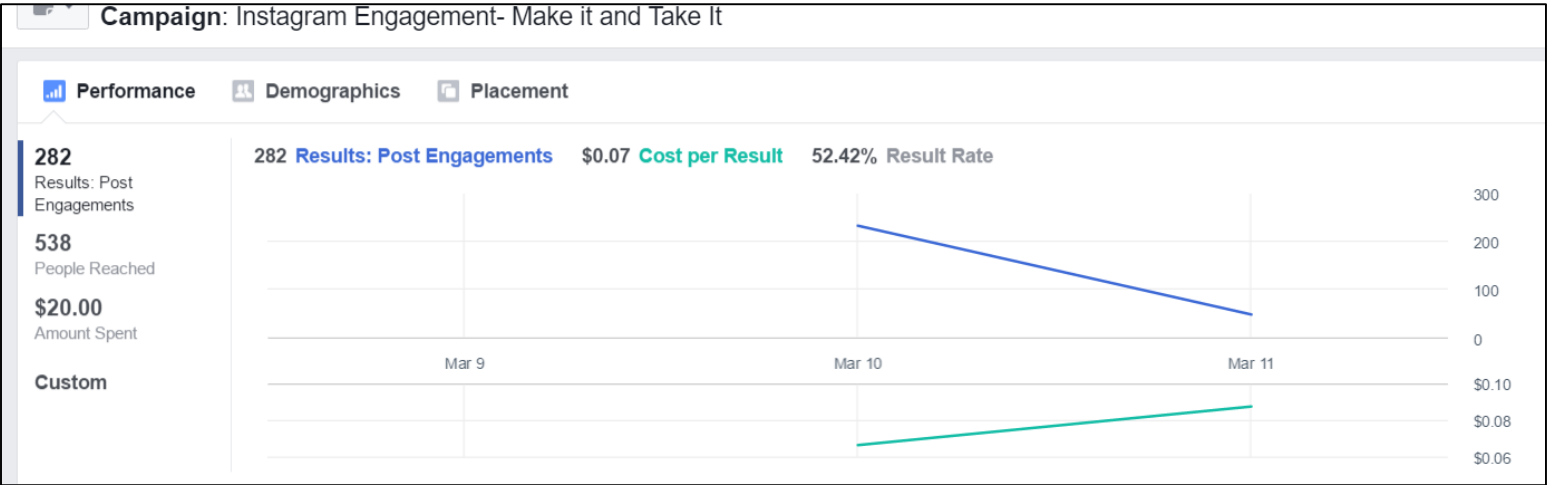 Campaign: Instagram Engagement- Make it and Take It
Performance Demographics Placement
282
Results: Post
Engagements
538
People Reached
$20.00
Amount Spent
Custom
282 Results: Post Engagements $0.07 Cost per Result 52.42% Result Rate
300
200
100
0
Mar 9 Mar 10 Mar 11
$0.10
$0.08
$0.06